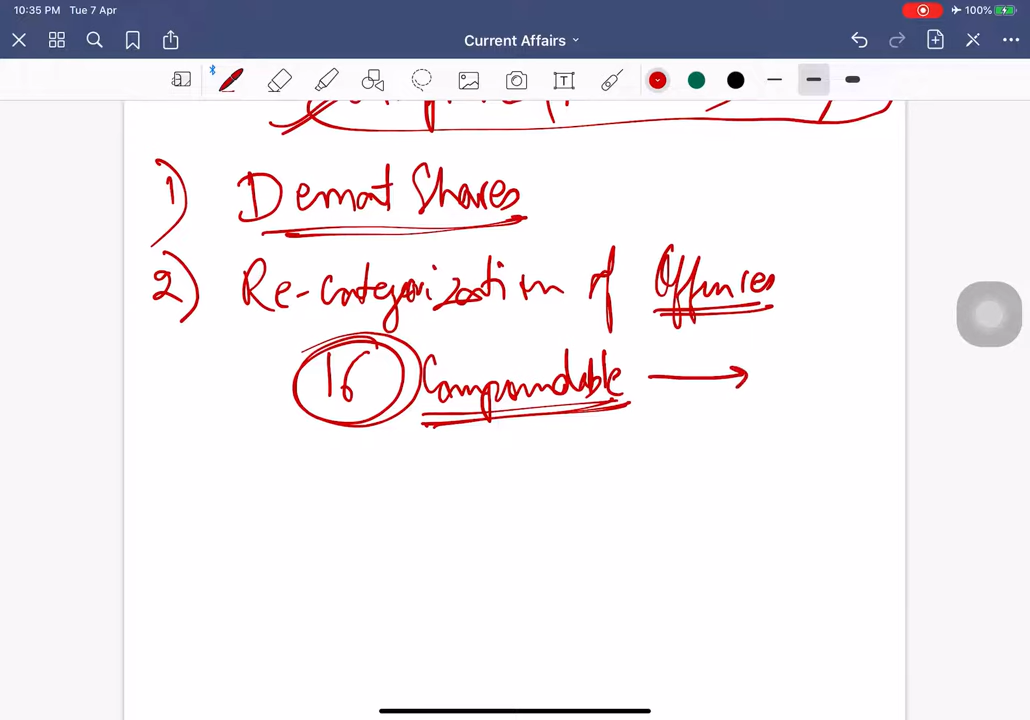 10:35 PM Tue 7 Apr 100%
Current Affairs
1) Demat Shares
2) Re-categorization of Offences
16 Compoundable →